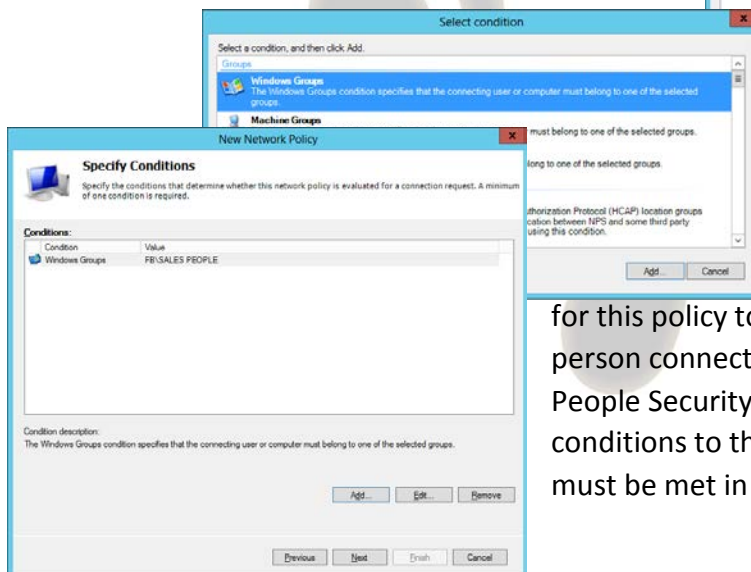 Select condition
x
Select a condition, and then click Add.
Groups
Windows Groups
The Windows Groups condition specifies that the connecting user or computer must belong to one of the selected
groups.
Machine Groups
must belong to one of the selected groups.
long to one of the selected groups.
Authorization Protocol (HCAP) location groups
cation between NPS and some third party
using this condition.
Add...
Cancel
New Network Policy
x
Specify Conditions
Specify the conditions that determine whether this network policy is evaluated for a connection request. A minimum
of one condition is required.
Conditions:
Condition Value
Windows Groups FB\SALES PEOPLE
Condition description:
The Windows Groups condition specifies that the connecting user or computer must belong to one of the selected groups.
Add... Edit... Remove
Previous Next Finish Cancel
for this policy to
person connect
People Security
conditions to th
must be met in